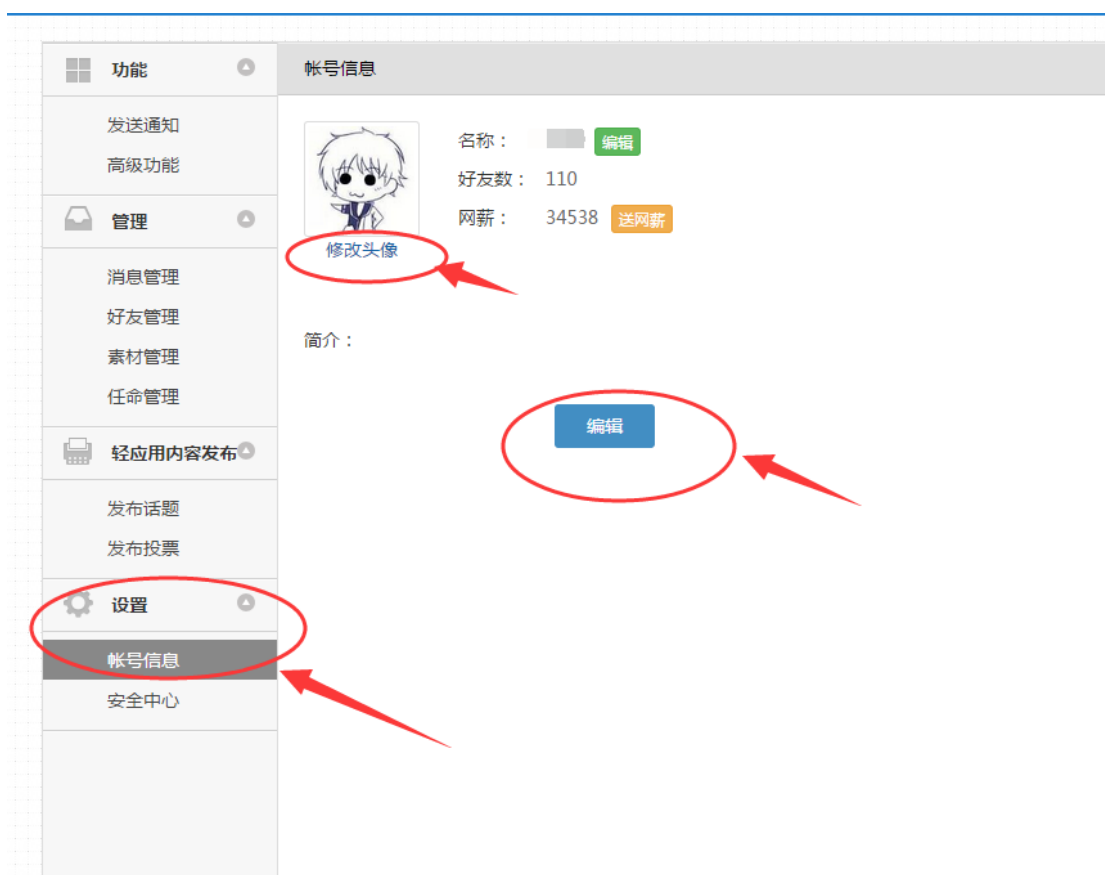 功能
发送通知
高级功能
管理
消息管理
好友管理
素材管理
任命管理
轻应用内容发布
发布话题
发布投票
设置
帐号信息
安全中心
帐号信息
名称： 编辑
好友数： 110
网薪： 34538 送网薪
修改头像
简介：
编辑